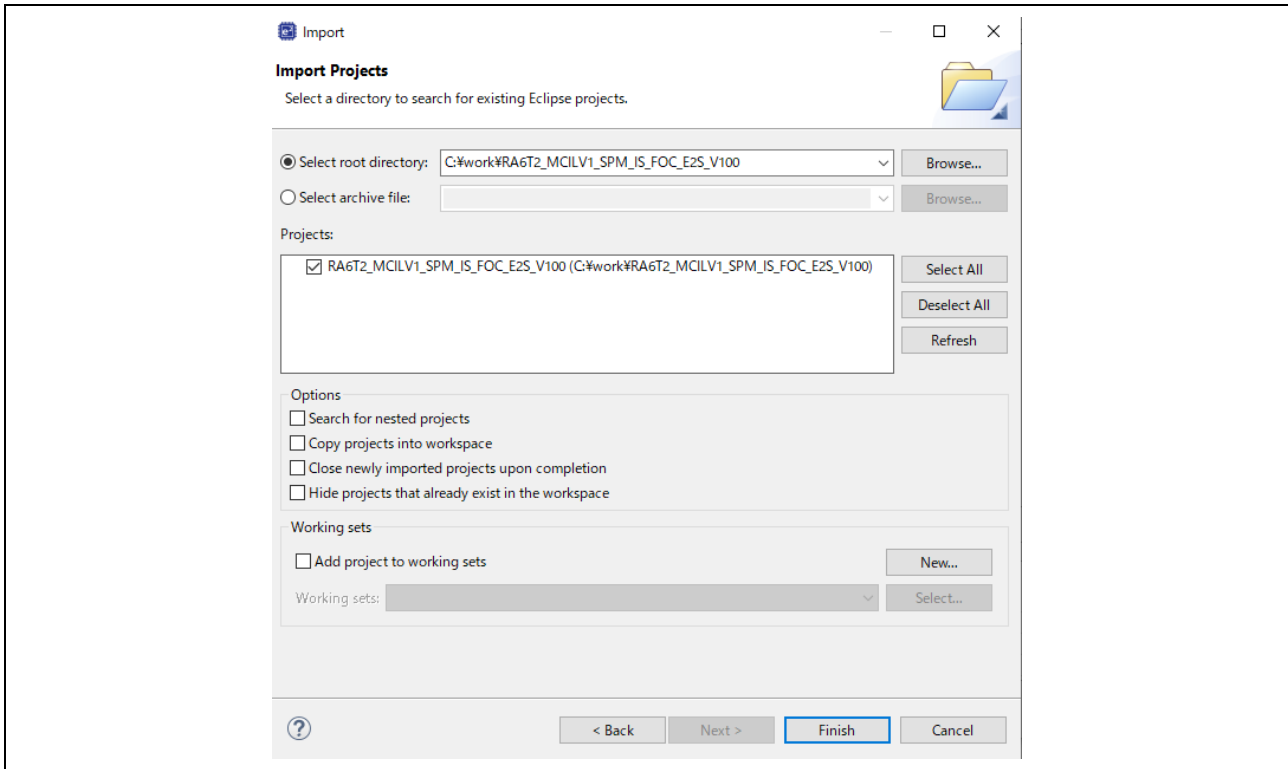 Import
Import Projects
Select a directory to search for existing Eclipse projects.
Select root directory: C:¥work¥RA6T2_MCILV1_SPM_IS_FOC_E2S_V100 Browse...
Select archive file: Browse...
Projects:
RA6T2_MCILV1_SPM_IS_FOC_E2S_V100 (C:¥work¥RA6T2_MCILV1_SPM_IS_FOC_E2S_V100)
Select All
Deselect All
Refresh
Options
Search for nested projects
Copy projects into workspace
Close newly imported projects upon completion
Hide projects that already exist in the workspace
Working sets
Add project to working sets New...
Working sets: Select...
? < Back Next > Finish Cancel